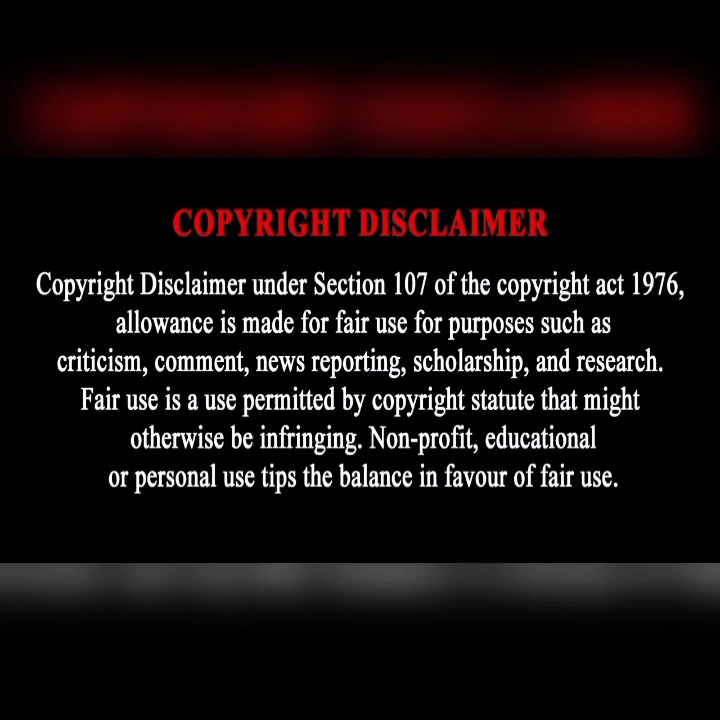 COPYRIGHT DISCLAIMER
Copyright Disclaimer under Section 107 of the copyright act 1976,
allowance is made for fair use for purposes such as
criticism, comment, news reporting, scholarship, and research.
Fair use is a use permitted by copyright statute that might
otherwise be infringing. Non-profit, educational
or personal use tips the balance in favour of fair use.